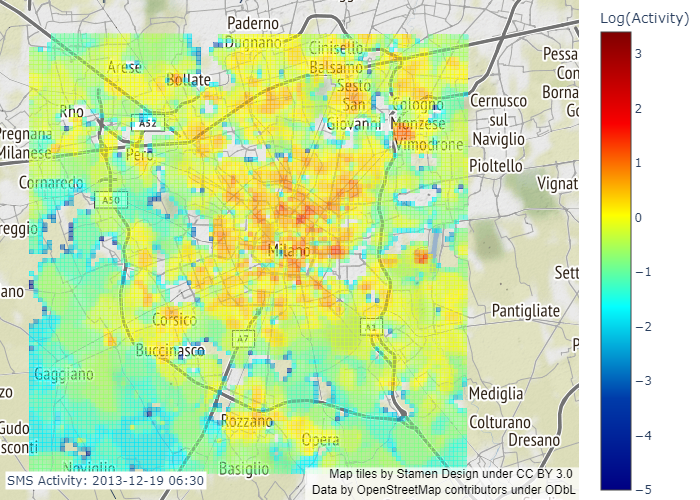 Log(Activity)
Paderno
Dugnano
Cinisello
Balsamo
Arese
Bollate
Sesto
San
Giovanni
Cologno
Monzese
Vimodrone
Pessa
Con
Borna
Go
Cernusco
sul
Naviglio
Rho
A52
Pero
Pregnana
Milanese
Pioltello
Cornaredo
Vignat
A50
reggio
Milano
Sett
ano
Pantigliate
Corsico
A7
A1
Buccinasco
P
Gaggiano
zo
Mediglia
Rozzano
Colturano
Gudo
sconti
Opera
Dresano
Noviglio
Basiglio
3
2
1
0
−1
−2
−3
−4
−5
SMS Activity: 2013-12-19 06:30
Map tiles by Stamen Design under CC BY 3.0
Data by OpenStreetMap contributors under ODbL